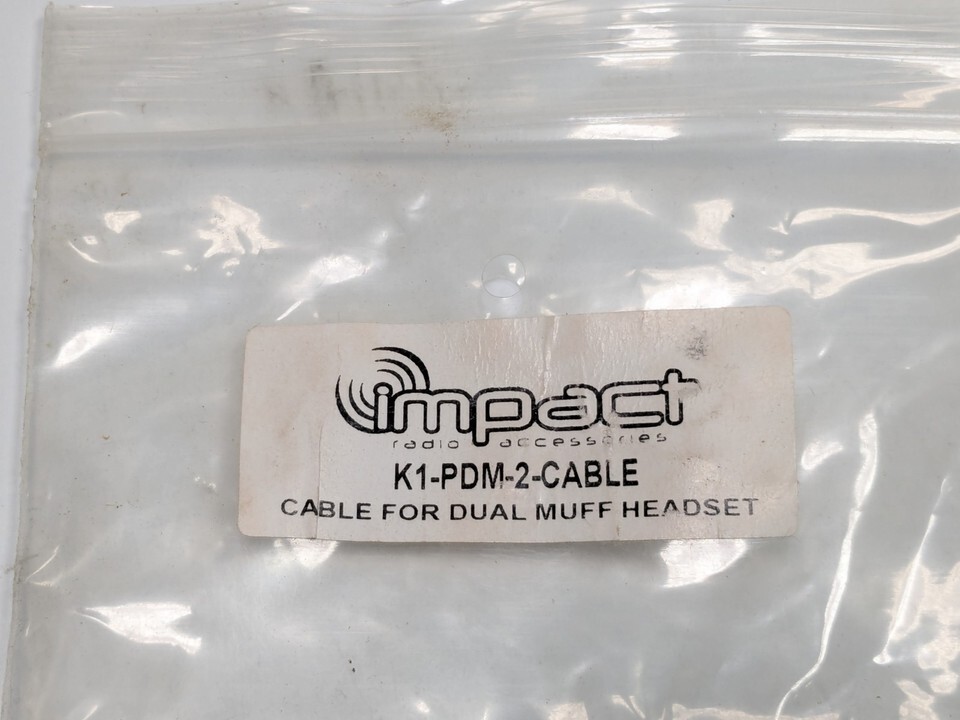 impact
radio accessories
K1-PDM-2-CABLE
CABLE FOR DUAL MUFF HEADSET